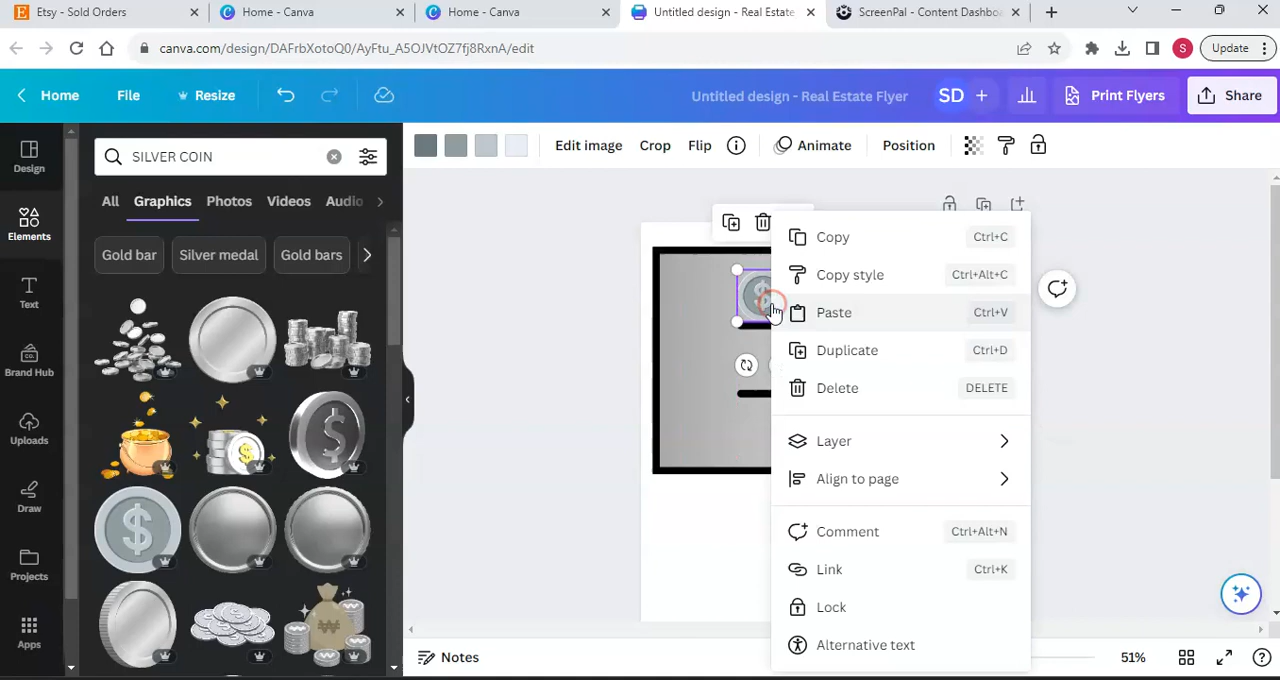 Etsy - Sold Orders
Home - Canva
Home - Canva
Untitled design - Real Estate
ScreenPal - Content Dashbo
canva.com/design/DAFrbXotoQ0/AyFtu_A5OJVtOZ7fj8RxnA/edit
S
Update
Home
File
Resize
Untitled design - Real Estate Flyer
SD
Print Flyers
Share
Design
Elements
Text
Brand Hub
Uploads
Draw
Projects
Apps
SILVER COIN
All
Graphics
Photos
Videos
Audio
Gold bar
Silver medal
Gold bars
Edit image
Crop
Flip
Animate
Position
Copy
Ctrl+C
Copy style
Ctrl+Alt+C
Paste
Ctrl+V
Duplicate
Ctrl+D
Delete
DELETE
Layer
Align to page
Comment
Ctrl+Alt+N
Link
Ctrl+K
Lock
Alternative text
Notes
51%